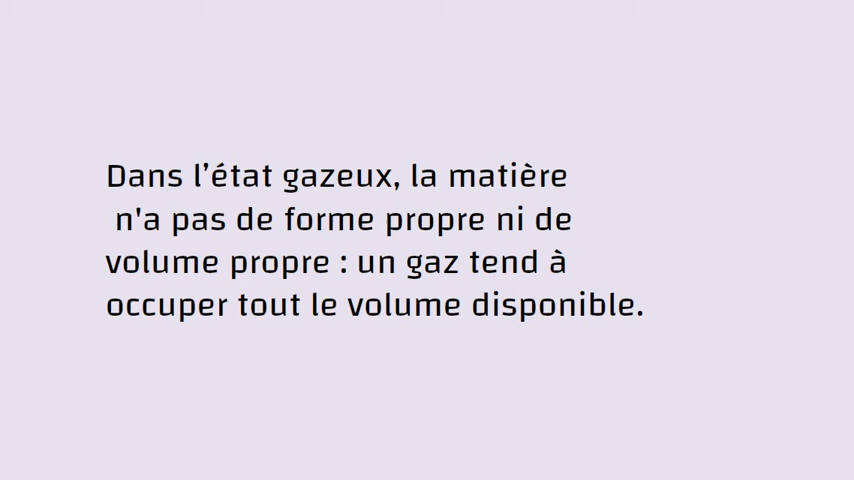 Dans l’état gazeux, la matière
n'a pas de forme propre ni de
volume propre : un gaz tend à
occuper tout le volume disponible.